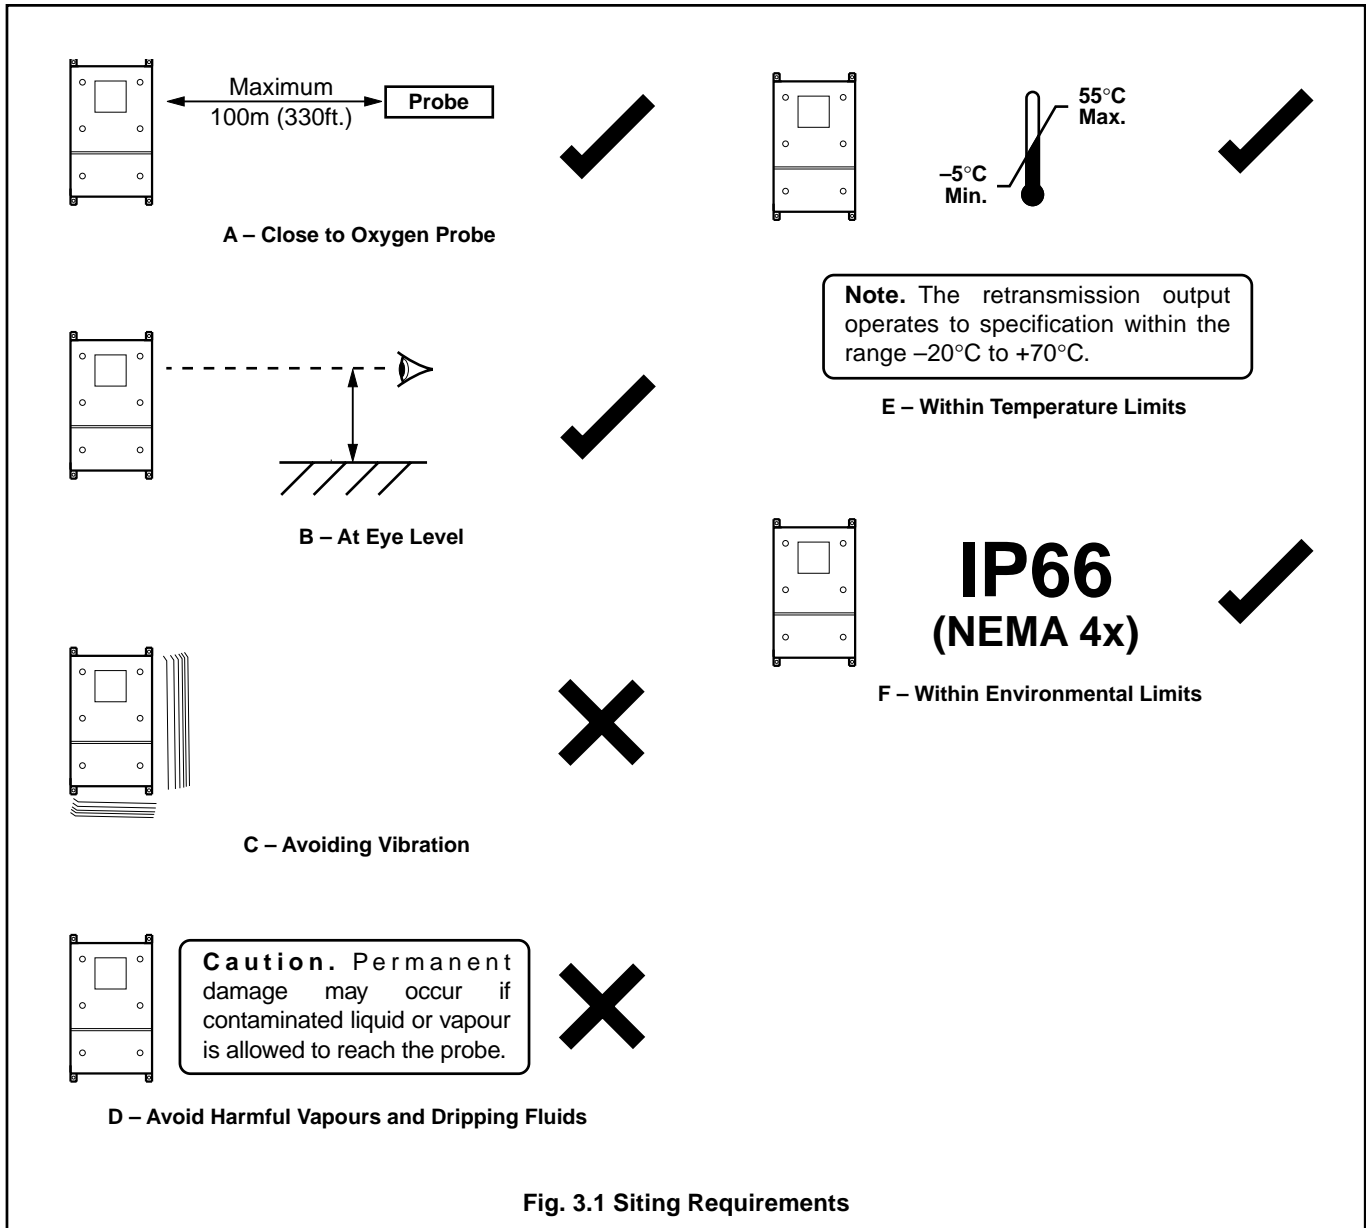 Maximum
100m (330ft.)
Probe
A – Close to Oxygen Probe
B – At Eye Level
C – Avoiding Vibration
Caution. Permanent
damage may occur if
contaminated liquid or vapour
is allowed to reach the probe.
D – Avoid Harmful Vapours and Dripping Fluids
55°C
Max.
–5°C
Min.
Note. The retransmission output
operates to specification within the
range –20°C to +70°C.
E – Within Temperature Limits
IP66
(NEMA 4x)
F – Within Environmental Limits
Fig. 3.1 Siting Requirements